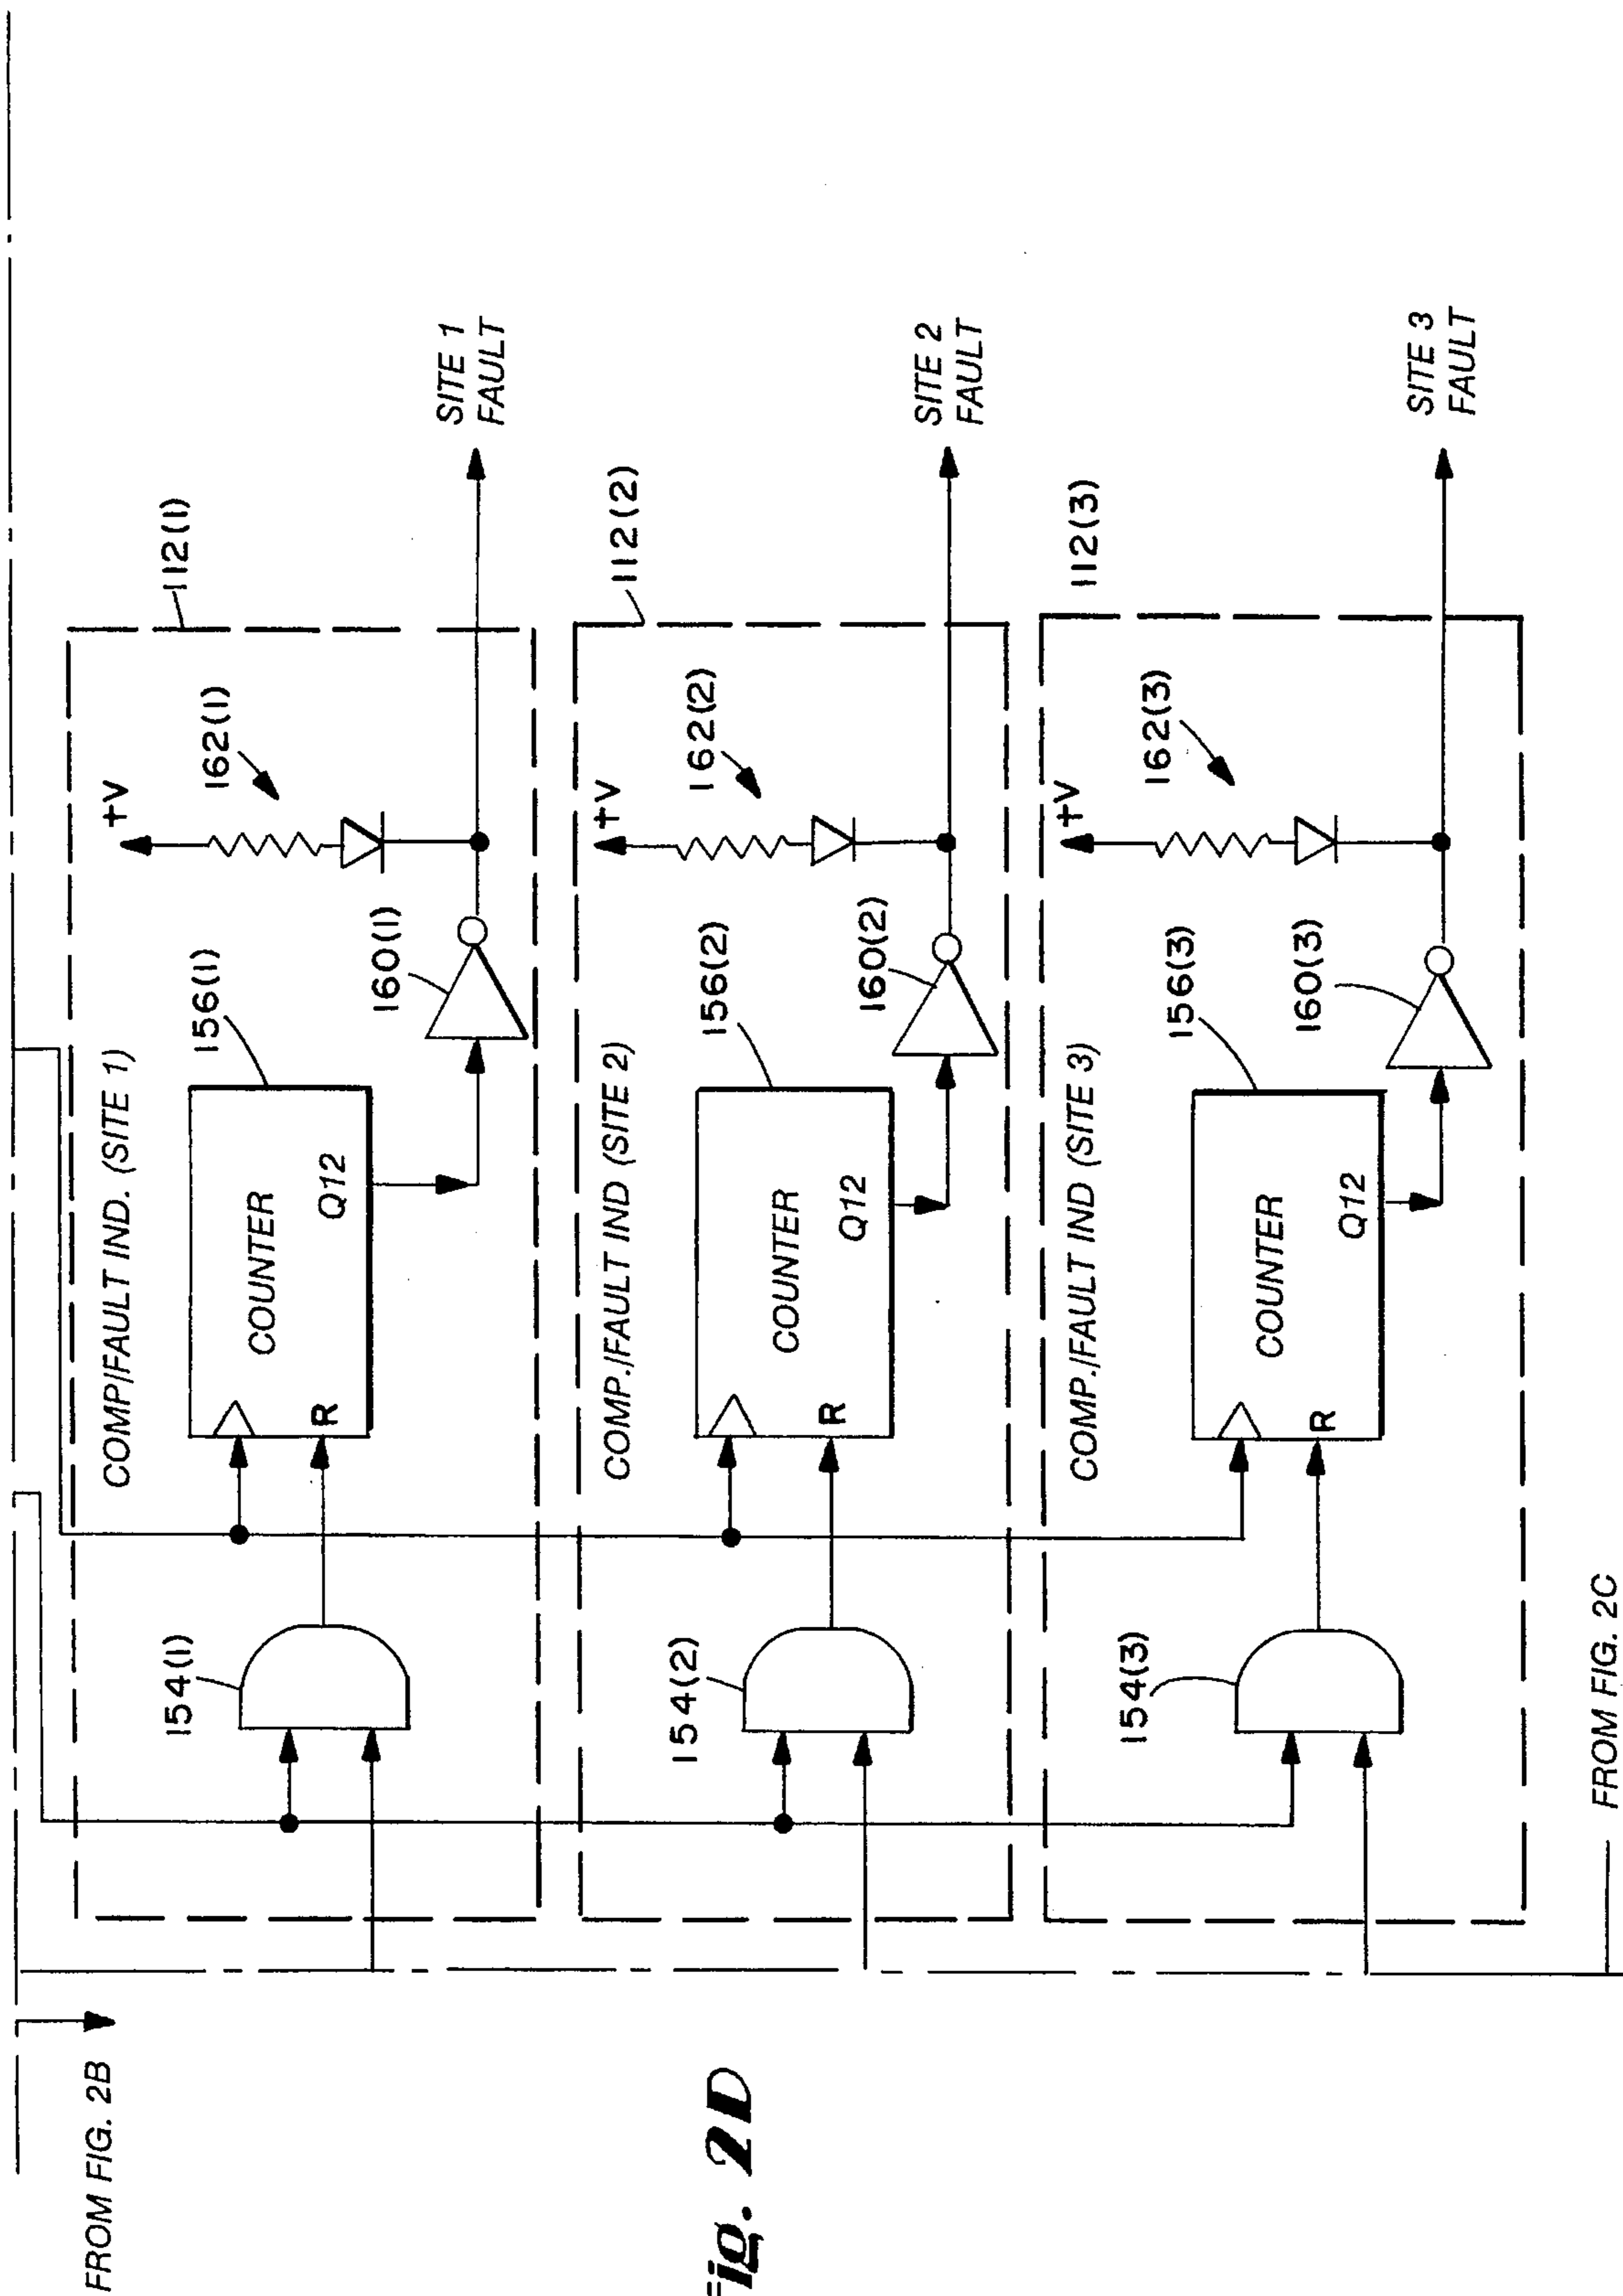 FROM FIG. 2B
Fig. 2D
112(1)
COMP/FAULT IND. (SITE 1)
154(1)
COUNTER
R
Q12
156(1)
160(1)
+V
162(1)
SITE 1
FAULT
112(2)
COMP./FAULT IND (SITE 2)
154(2)
COUNTER
R
Q12
156(2)
160(2)
+V
162(2)
SITE 2
FAULT
112(3)
COMP./FAULT IND (SITE 3)
154(3)
COUNTER
R
Q12
156(3)
160(3)
+V
162(3)
SITE 3
FAULT
FROM FIG. 2C